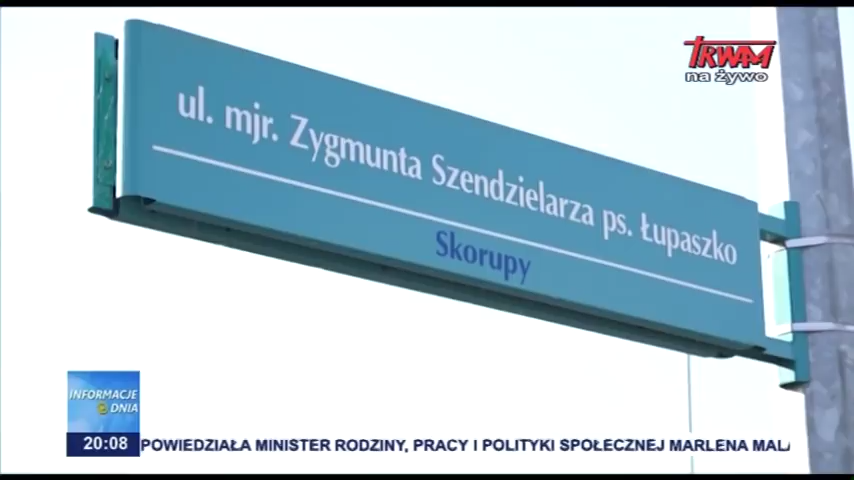 TRWAM
na żywo
ul. mjr. Zygmunta Szendzielarza ps. Łupaszko
Skorupy
INFORMACJE
DNIA
20:08
POWIEDZIAŁA MINISTER RODZINY, PRACY I POLITYKI SPOŁECZNEJ MARLENA